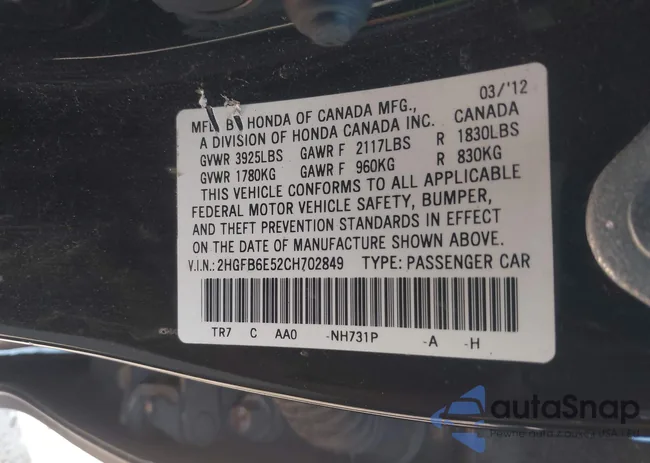 03/'12
MFD BY HONDA OF CANADA MFG., CANADA
A DIVISION OF HONDA CANADA INC.
GVWR 3925LBS GAWR F 2117LBS R 1830LBS
GVWR 1780KG GAWR F 960KG R 830KG
THIS VEHICLE CONFORMS TO ALL APPLICABLE
FEDERAL MOTOR VEHICLE SAFETY, BUMPER,
AND THEFT PREVENTION STANDARDS IN EFFECT
ON THE DATE OF MANUFACTURE SHOWN ABOVE.
V.I.N.: 2HGFB6E52CH702849 TYPE: PASSENGER CAR
TR7 C AA0 -NH731P -A -H
autaSnap